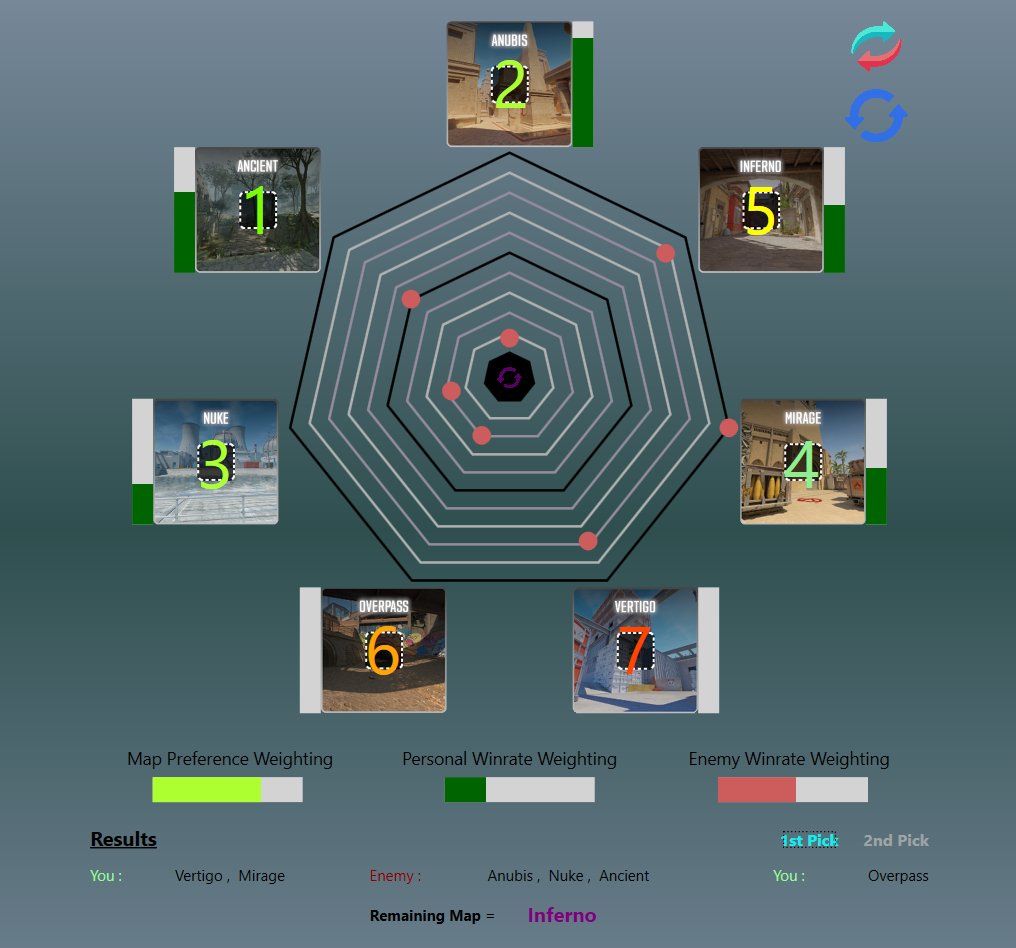 ANUBIS
2
ANCIENT
1
INFERNO
5
NUKE
3
MIRAGE
4
OVERPASS
6
VERTIGO
7
Map Preference Weighting Personal Winrate Weighting Enemy Winrate Weighting
Results 1st Pick 2nd Pick
You : Vertigo , Mirage Enemy : Anubis , Nuke , Ancient You : Overpass
Remaining Map = Inferno